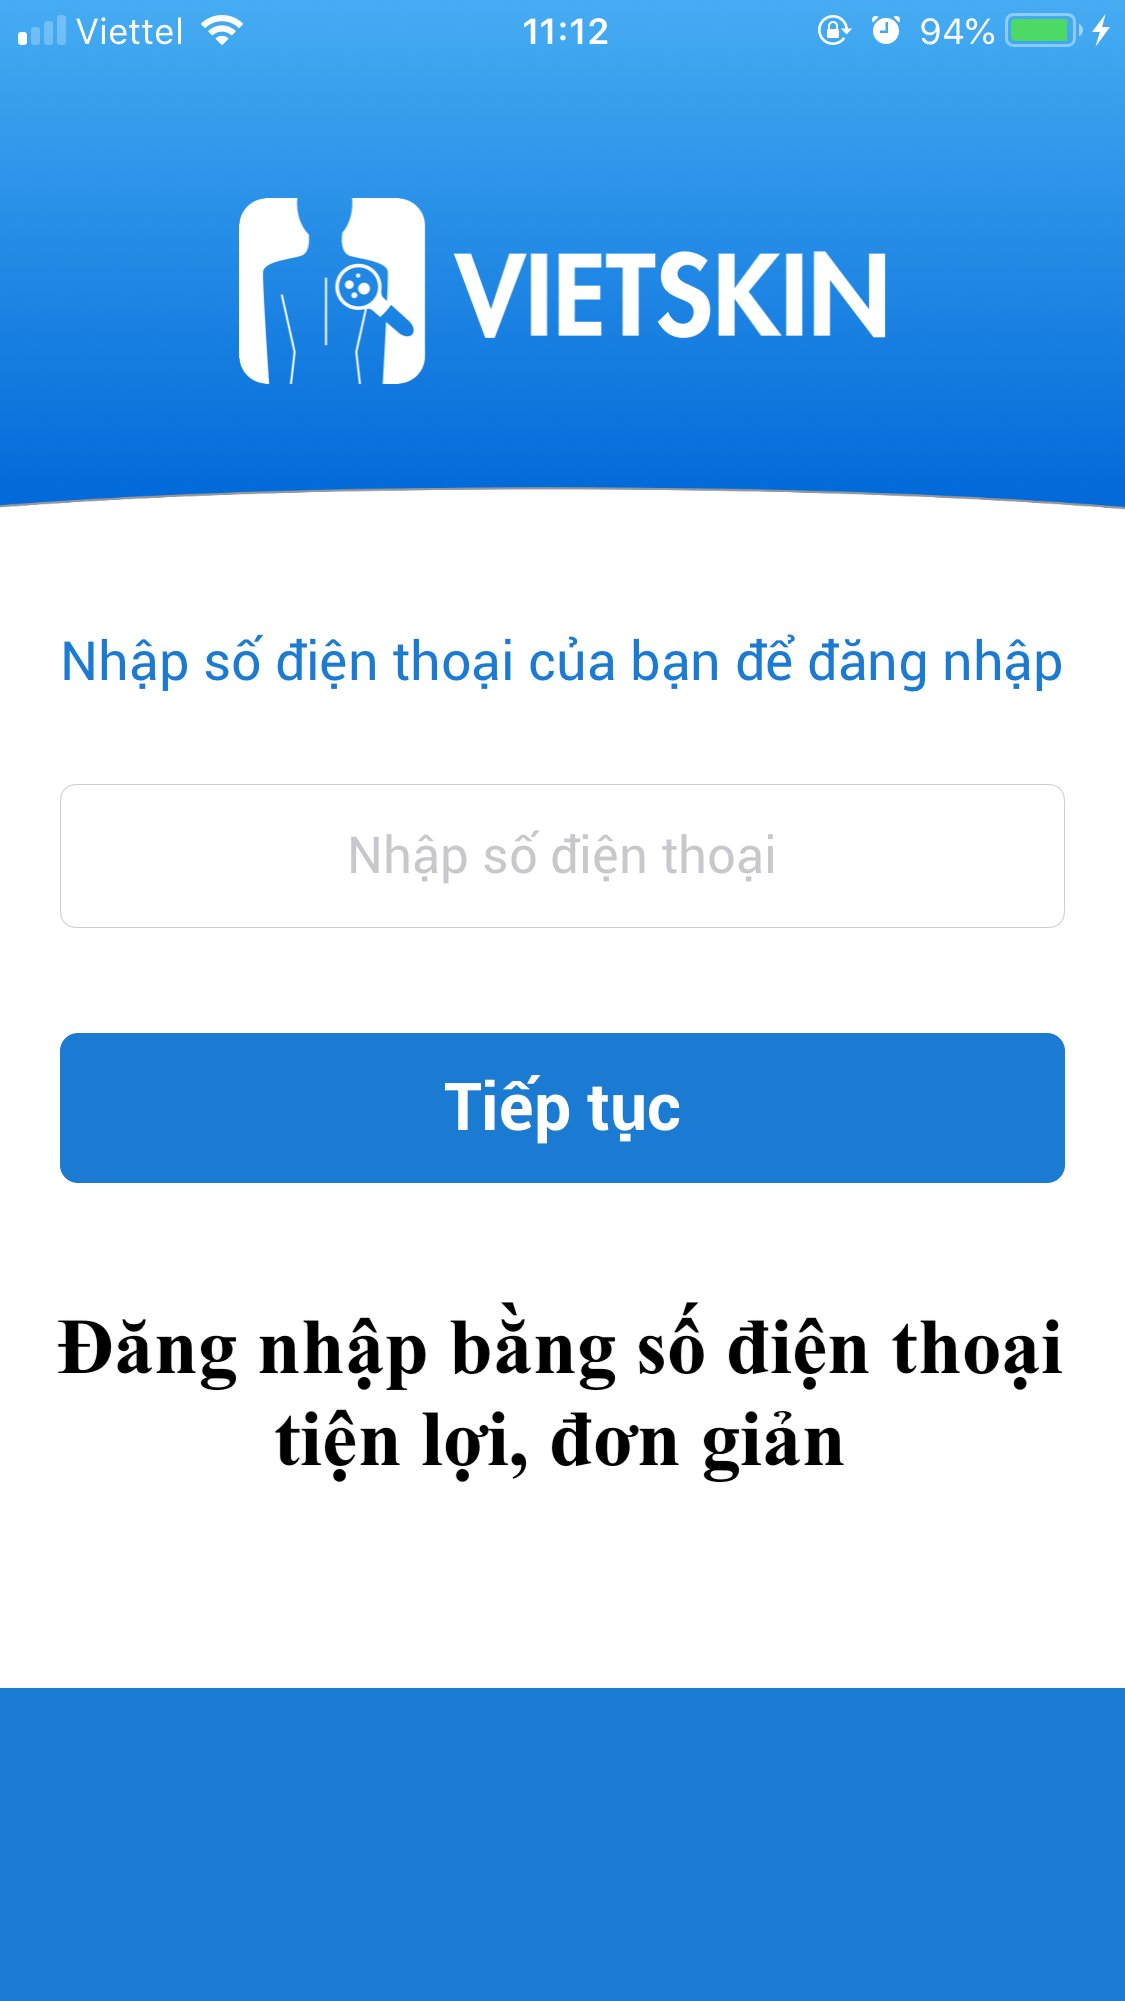 Viettel 11:12 94%
VIETSKIN
Nhập số điện thoại của bạn để đăng nhập
Nhập số điện thoại
Tiếp tục
Đăng nhập bằng số điện thoại
tiện lợi, đơn giản